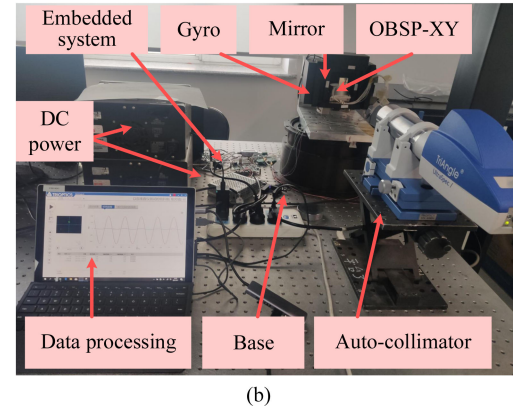 Embedded
system
Gyro
Mirror
OBSP-XY
DC
power
TriAngle
Data processing
Base
Auto-collimator
(b)